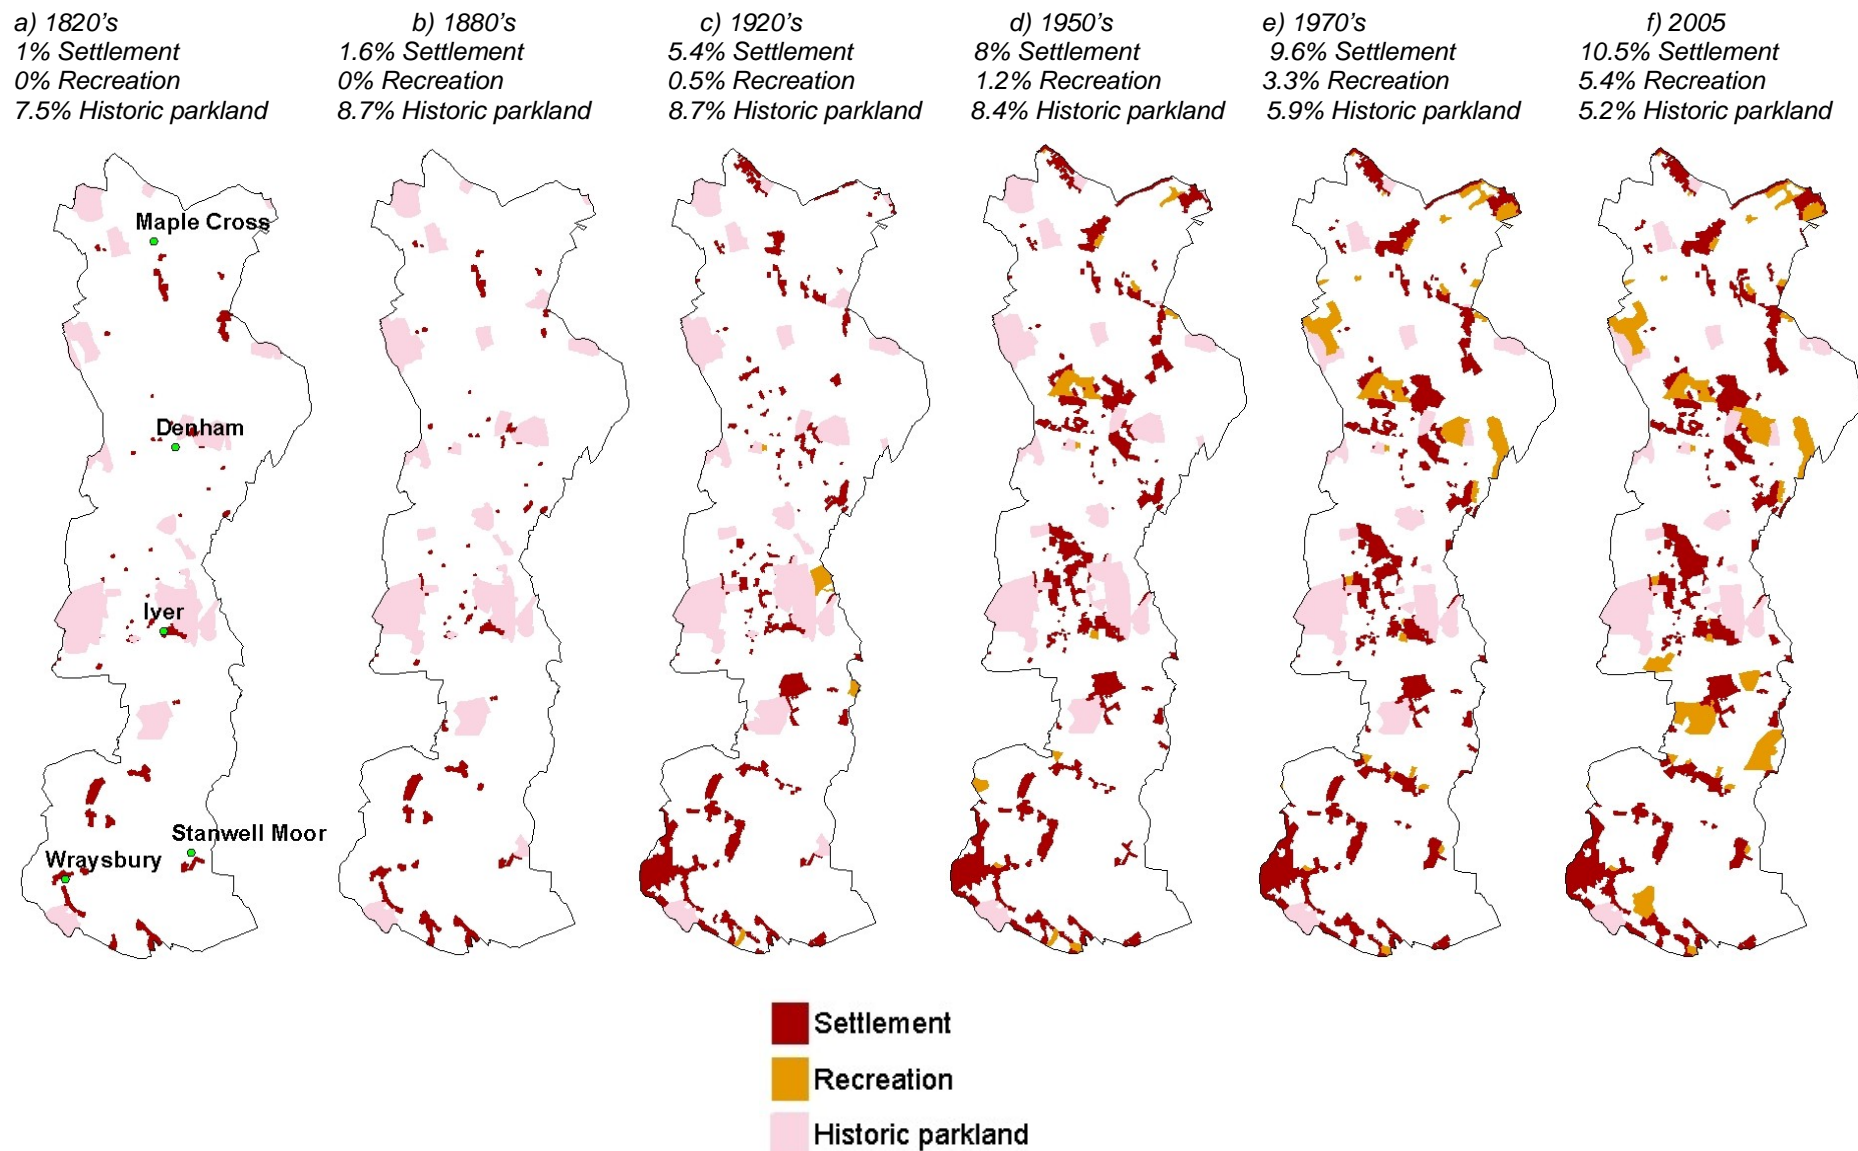 a) 1820's
1% Settlement
0% Recreation
7.5% Historic parkland
b) 1880's
1.6% Settlement
0% Recreation
8.7% Historic parkland
c) 1920's
5.4% Settlement
0.5% Recreation
8.7% Historic parkland
d) 1950's
8% Settlement
1.2% Recreation
8.4% Historic parkland
e) 1970's
9.6% Settlement
3.3% Recreation
5.9% Historic parkland
f) 2005
10.5% Settlement
5.4% Recreation
5.2% Historic parkland
Maple Cross
Denham
Iver
Stanwell Moor
Wraysbury
Settlement
Recreation
Historic parkland